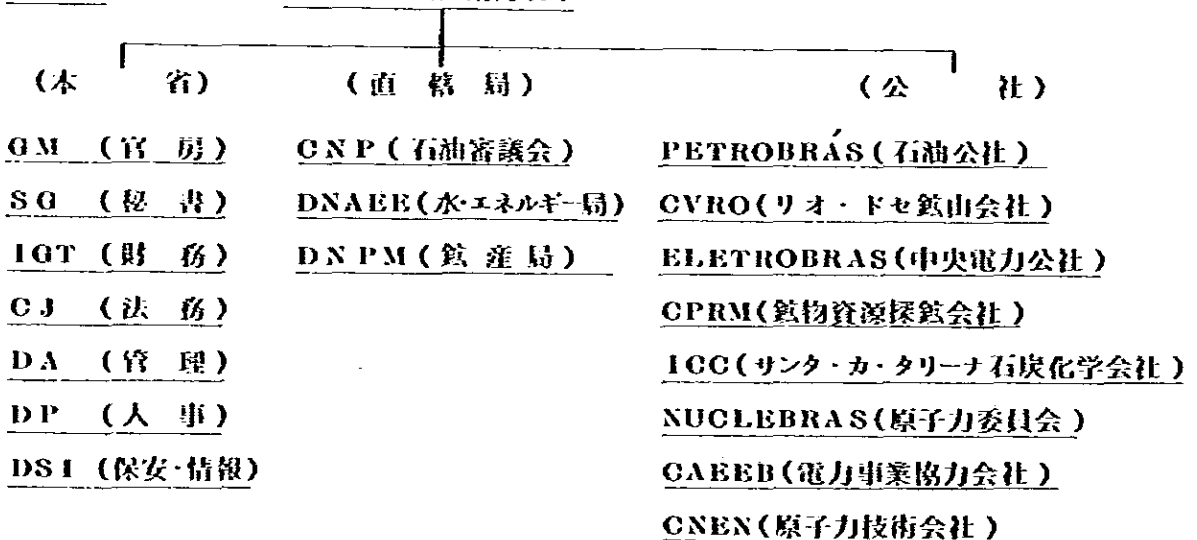 (本 省) (直轄局) (公 社)
GM (官 房) CNP(石油審議会) PETROBRÁS(石油公社)
SG (秘 書) DNAEE(水・エネルギー局) CVRD(リオ・ドセ鉱山会社)
IGT (財 務) DNPM(鉱産局) ELETROBRAS(中央電力公社)
CJ (法 務) CPRM(鉱物資源探鉱会社)
DA (管 理) ICC(サンタ・カ・タリーナ石炭化学会社)
DP (人 事) NUCLEBRAS(原子力委員会)
DSI (保安・情報) CAEEB(電力事業協力会社)
CNEN(原子力技術会社)